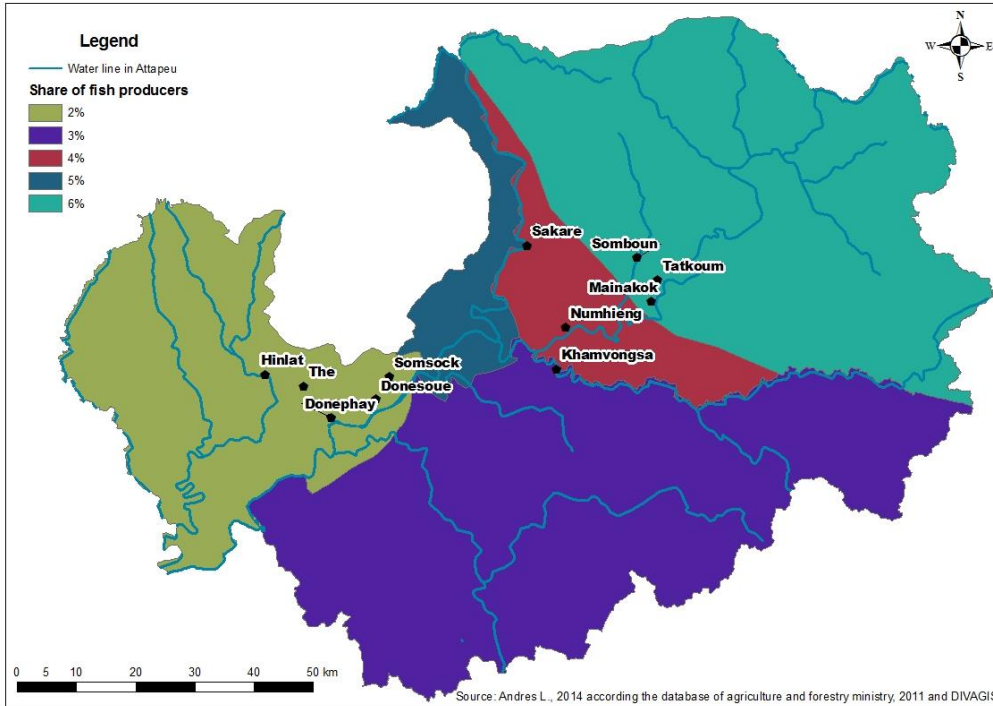 Legend
Water line in Attapeu
Share of fish producers
2%
3%
4%
5%
6%
N
W E
S
Sakare
Somboun
Tatkoum
Mainakok
Numhieng
Khamvongsa
Hinlat
The
Somsock
Donesoue
Donephay
0 5 10 20 30 40 50 km
Source: Andres L., 2014 according the database of agriculture and forestry ministry, 2011 and DIVAGIS